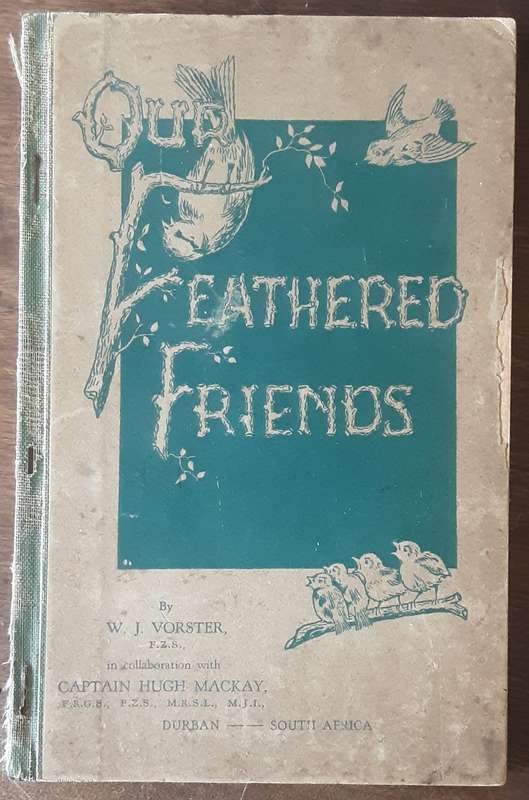 OUR
FEATHERED
FRIENDS
By
W. J. VORSTER,
F.Z.S.,
in collaboration with
CAPTAIN HUGH MACKAY,
F.R.G.S., F.Z.S., M.R.S.L., M.J.I.,
DURBAN —— SOUTH AFRICA